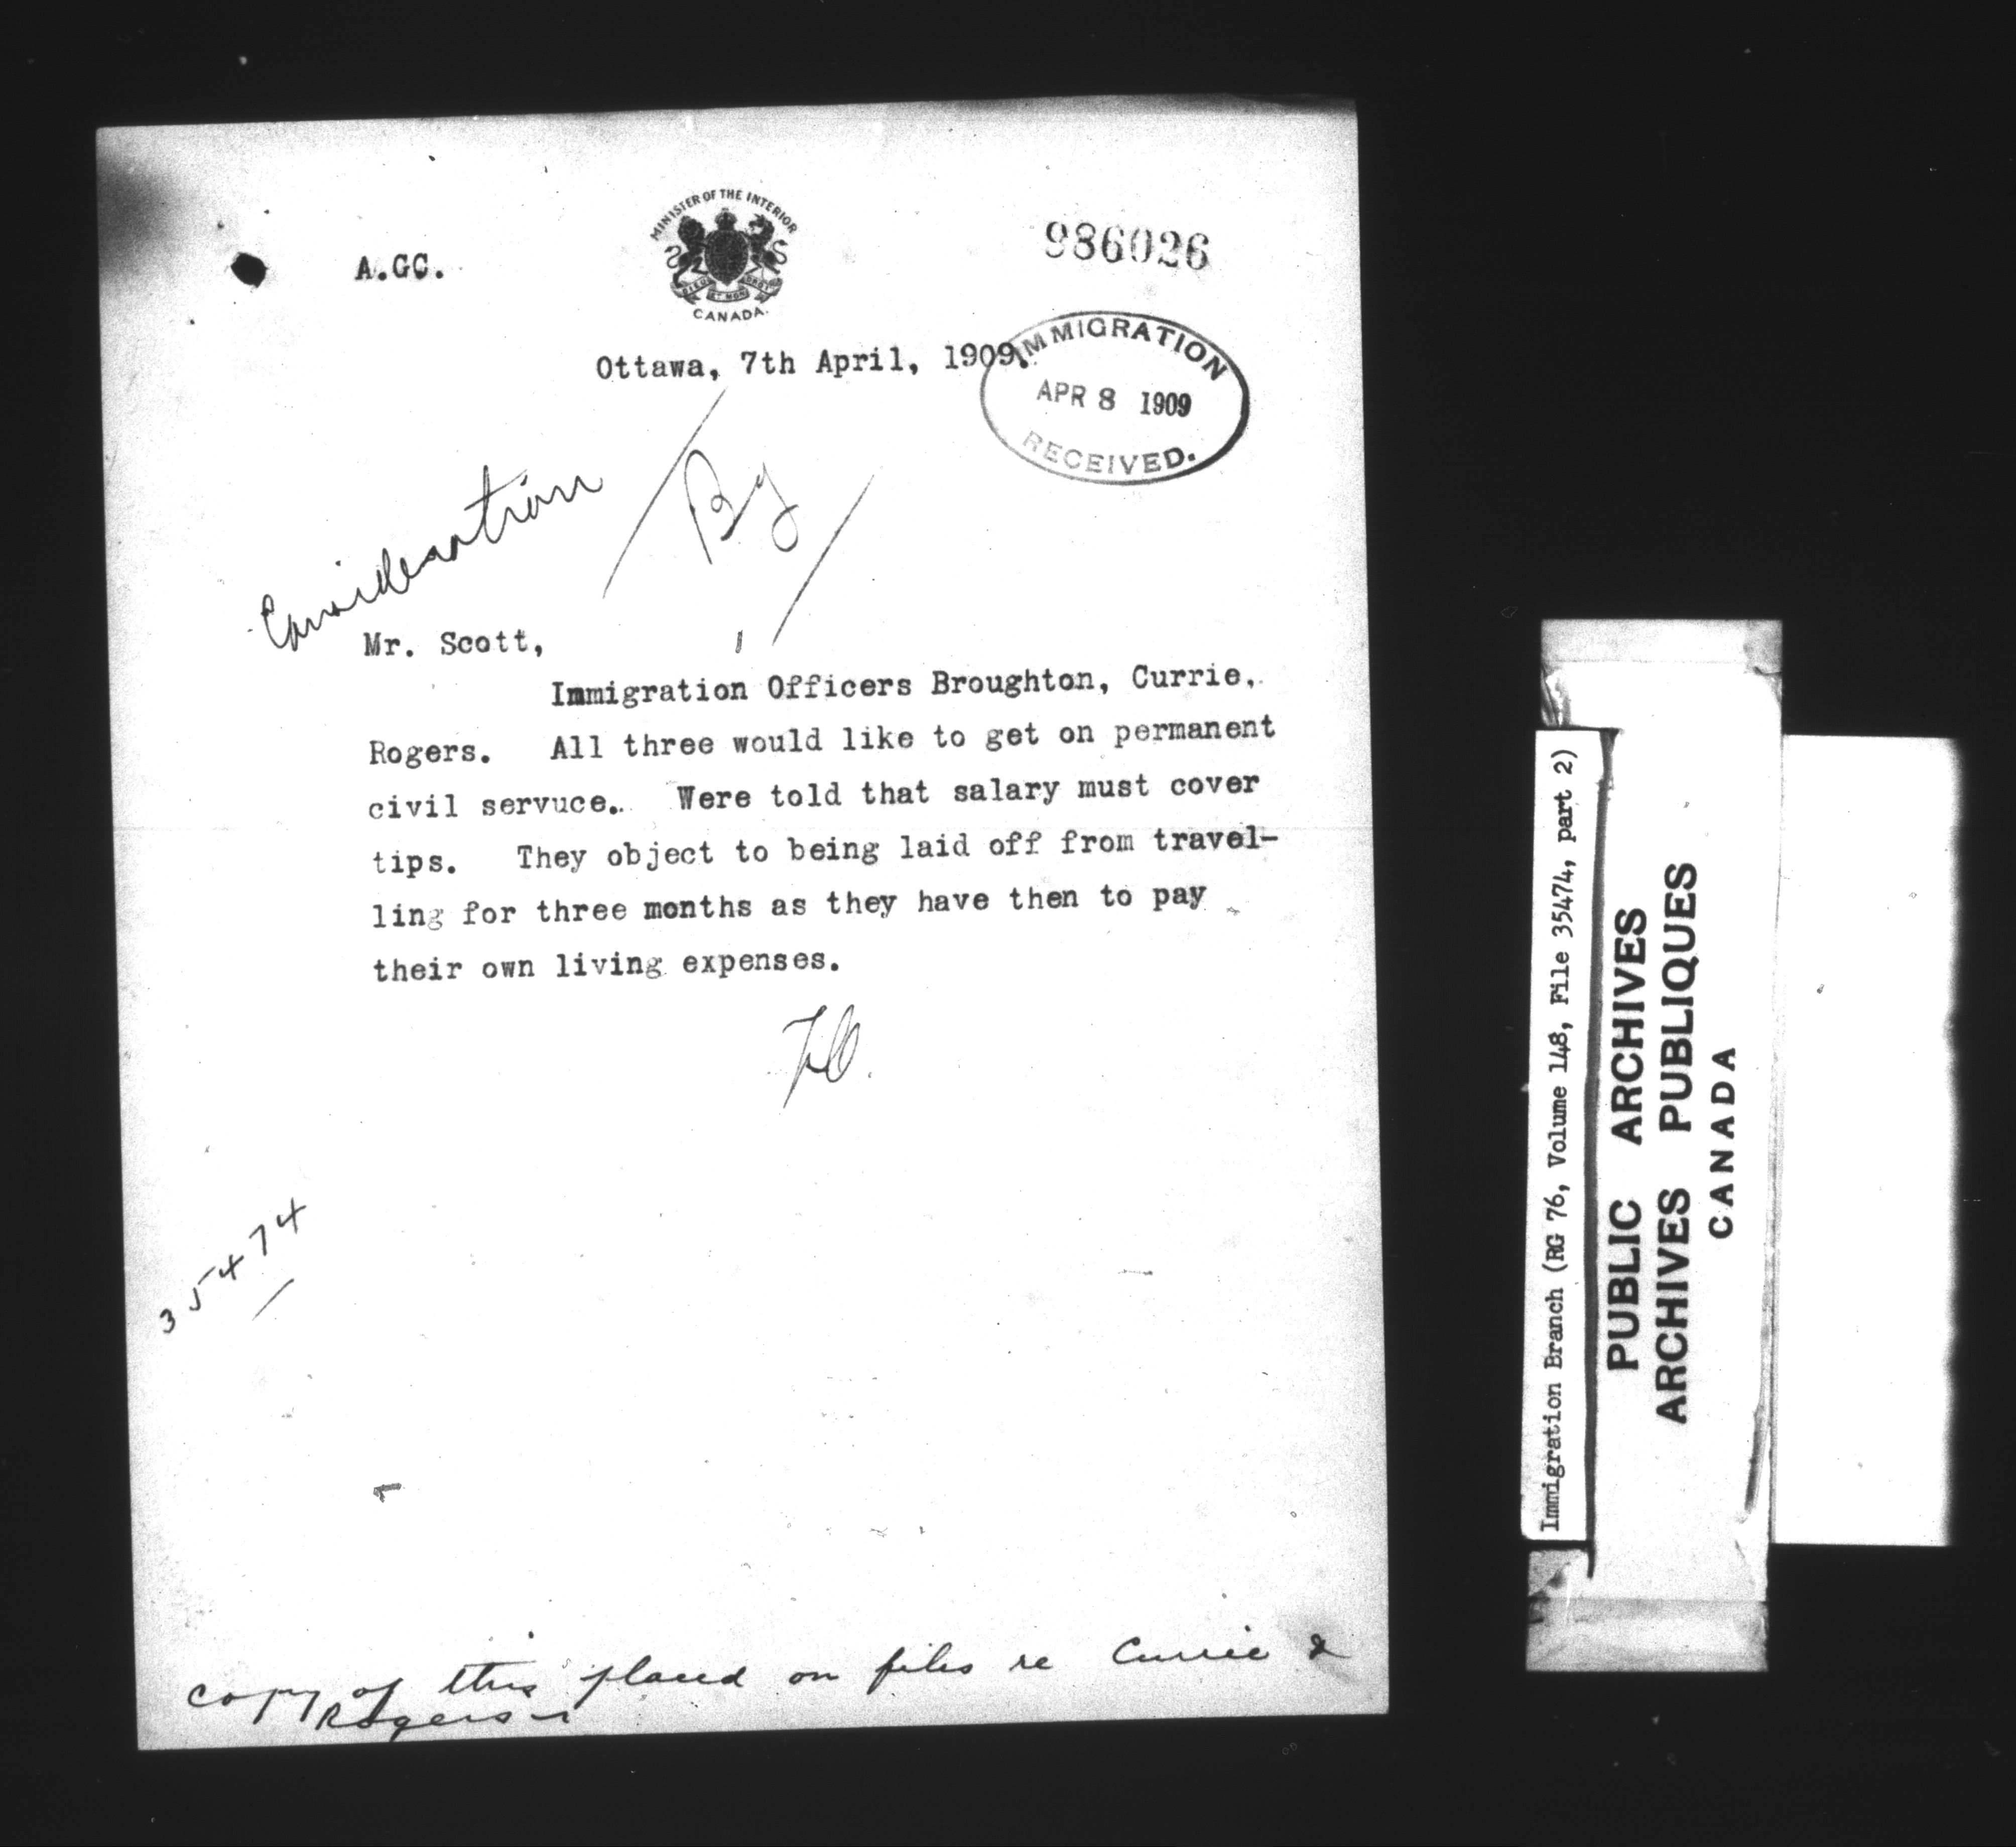 MINISTER OF THE INTERIOR
CANADA.
A.GC.
986026
Ottawa, 7th April, 1909.
IMMIGRATION
APR 8 1909
RECEIVED.
Consideration
By
Mr. Scott,
Immigration Officers Broughton, Currie,
Rogers. All three would like to get on permanent
civil servuce. Were told that salary must cover
tips. They object to being laid off from travel-
ling for three months as they have then to pay
their own living expenses.
35474
copy of this placed on files re Currie &
Rogers
Immigration Branch (RG 76, Volume 148, File 35474, part 2)
PUBLIC ARCHIVES
ARCHIVES PUBLIQUES
CANADA